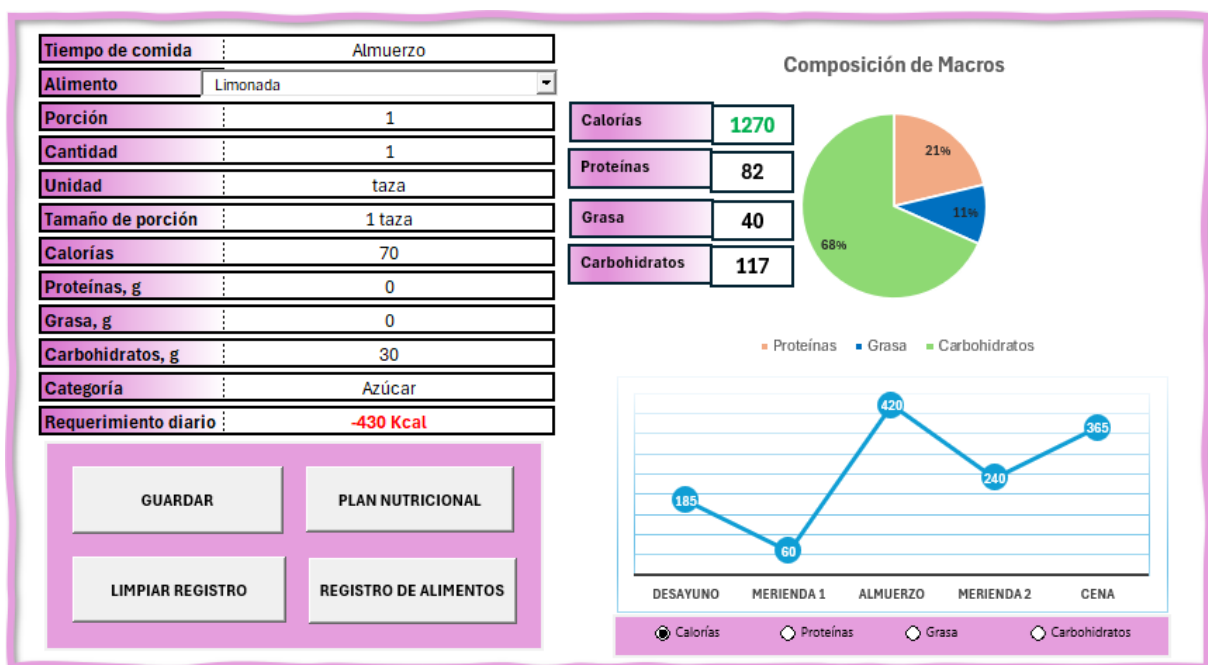 Tiempo de comida Almuerzo
Alimento Limonada
Porción 1
Cantidad 1
Unidad taza
Tamaño de porción 1 taza
Calorías 70
Proteínas, g 0
Grasa, g 0
Carbohidratos, g 30
Categoría Azúcar
Requerimiento diario -430 Kcal
GUARDAR
PLAN NUTRICIONAL
LIMPIAR REGISTRO
REGISTRO DE ALIMENTOS
Calorías 1270
Proteínas 82
Grasa 40
Carbohidratos 117
Composición de Macros
21%
11%
68%
Proteínas Grasa Carbohidratos
420
365
240
185
60
DESAYUNO MERIENDA 1 ALMUERZO MERIENDA 2 CENA
Calorías Proteínas Grasa Carbohidratos